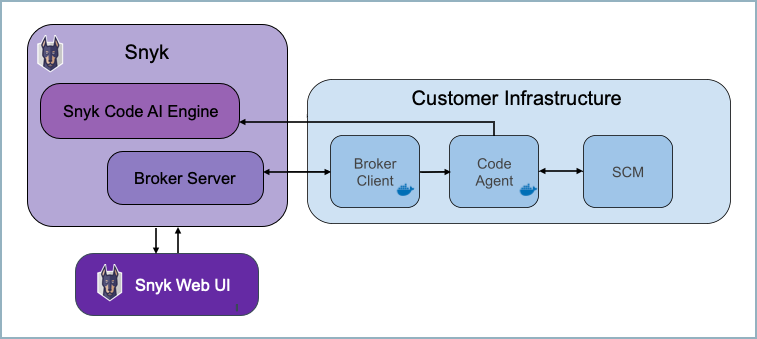 Snyk
Snyk Code AI Engine
Broker Server
Customer Infrastructure
Broker
Client
Code
Agent
SCM
Snyk Web UI